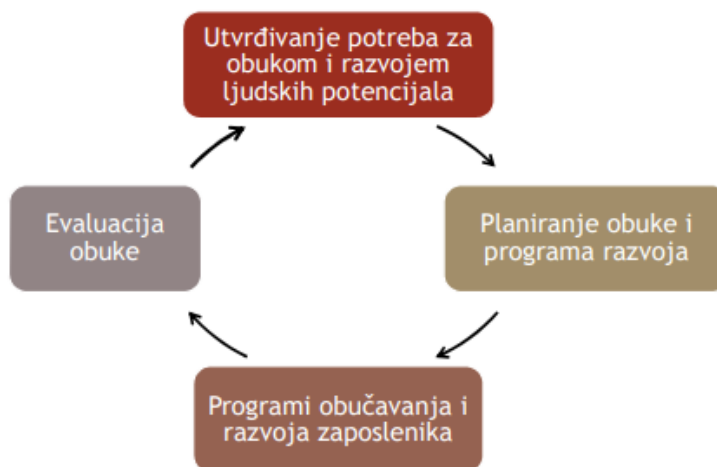 Utvrđivanje potreba za
obukom i razvojem
ljudskih potencijala
Planiranje obuke i
programa razvoja
Programi obučavanja i
razvoja zaposlenika
Evaluacija
obuke